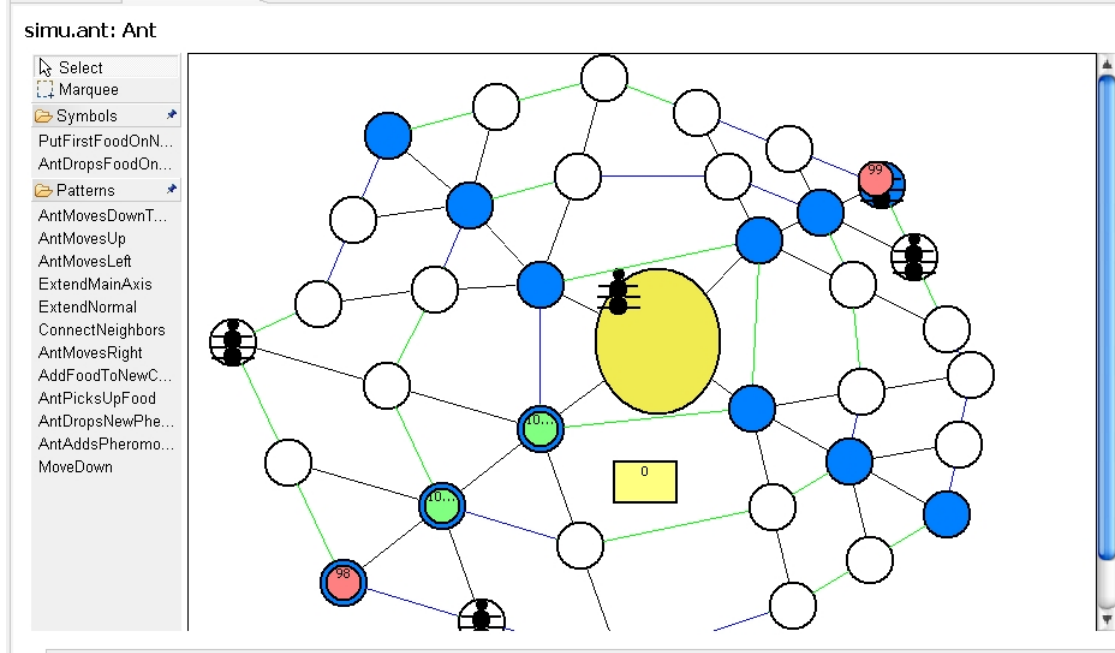 simu.ant: Ant
Select
Marquee
Symbols
PutFirstFoodOnN...
AntDropsFoodOn...
Patterns
AntMovesDownT...
AntMovesUp
AntMovesLeft
ExtendMainAxis
ExtendNormal
ConnectNeighbors
AntMovesRight
AddFoodToNewC...
AntPicksUpFood
AntDropsNewPhe...
AntAddsPheromo...
MoveDown
99
10...
0
10...
98